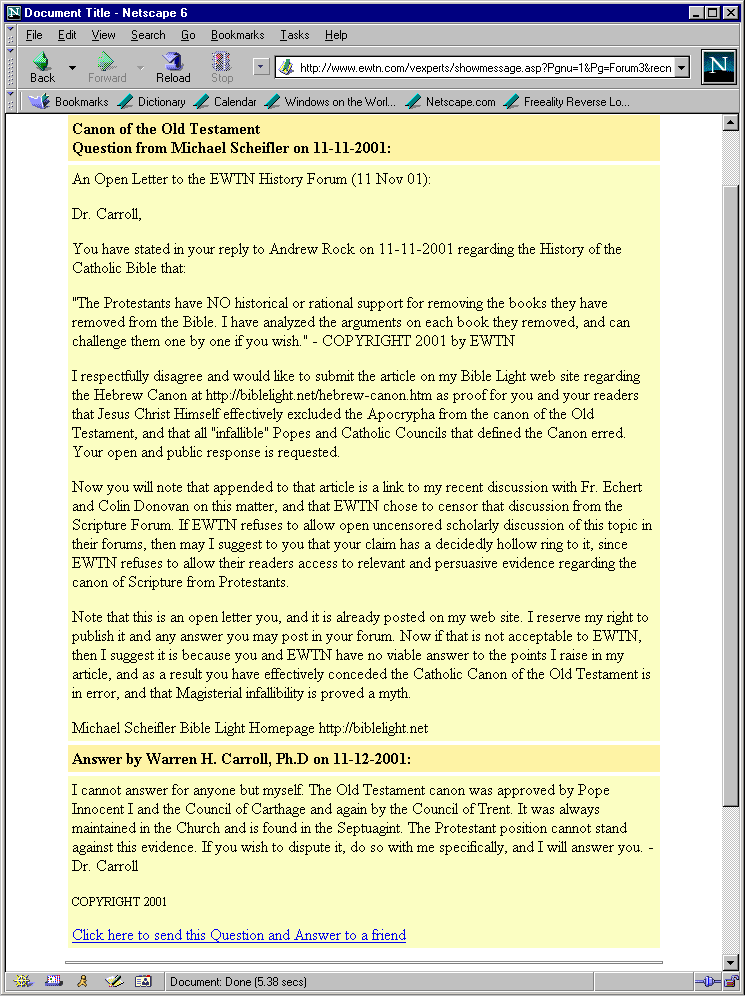 Document Title - Netscape 6
File Edit View Search Go Bookmarks Tasks Help
Back Forward Reload Stop http://www.ewtn.com/vexperts/showmessage.asp?Pgnu=1&Pg=Forum3&recn N
Bookmarks Dictionary Calendar Windows on the Worl... Netscape.com Freeality Reverse Lo...
Canon of the Old Testament
Question from Michael Scheifler on 11-11-2001:
An Open Letter to the EWTN History Forum (11 Nov 01):
Dr. Carroll,
You have stated in your reply to Andrew Rock on 11-11-2001 regarding the History of the
Catholic Bible that:
"The Protestants have NO historical or rational support for removing the books they have
removed from the Bible. I have analyzed the arguments on each book they removed, and can
challenge them one by one if you wish." - COPYRIGHT 2001 by EWTN
I respectfully disagree and would like to submit the article on my Bible Light web site regarding
the Hebrew Canon at http://biblelight.net/hebrew-canon.htm as proof for you and your readers
that Jesus Christ Himself effectively excluded the Apocrypha from the canon of the Old
Testament, and that all "infallible" Popes and Catholic Councils that defined the Canon erred.
Your open and public response is requested.
Now you will note that appended to that article is a link to my recent discussion with Fr. Echert
and Colin Donovan on this matter, and that EWTN chose to censor that discussion from the
Scripture Forum. If EWTN refuses to allow open uncensored scholarly discussion of this topic in
their forums, then may I suggest to you that your claim has a decidedly hollow ring to it, since
EWTN refuses to allow their readers access to relevant and persuasive evidence regarding the
canon of Scripture from Protestants.
Note that this is an open letter you, and it is already posted on my web site. I reserve my right to
publish it and any answer you may post in your forum. Now if that is not acceptable to EWTN,
then I suggest it is because you and EWTN have no viable answer to the points I raise in my
article, and as a result you have effectively conceded the Catholic Canon of the Old Testament is
in error, and that Magisterial infallibility is proved a myth.
Michael Scheifler Bible Light Homepage http://biblelight.net
Answer by Warren H. Carroll, Ph.D on 11-12-2001:
I cannot answer for anyone but myself. The Old Testament canon was approved by Pope
Innocent I and the Council of Carthage and again by the Council of Trent. It was always
maintained in the Church and is found in the Septuagint. The Protestant position cannot stand
against this evidence. If you wish to dispute it, do so with me specifically, and I will answer you. -
Dr. Carroll
COPYRIGHT 2001
Click here to send this Question and Answer to a friend
Document: Done (5.38 secs)